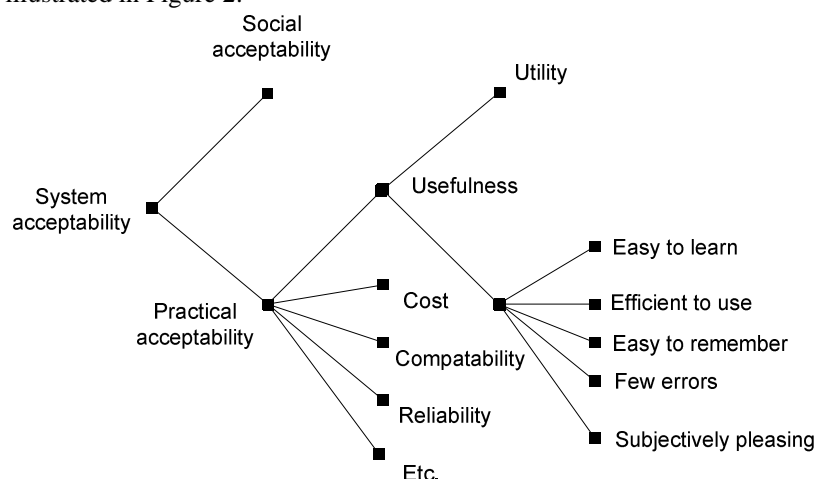 illustrated in Figure 2.
Social
acceptability
Utility
System
acceptability
Usefulness
Easy to learn
Efficient to use
Easy to remember
Few errors
Subjectively pleasing
Practical
acceptability
Cost
Compatability
Reliability
Etc.